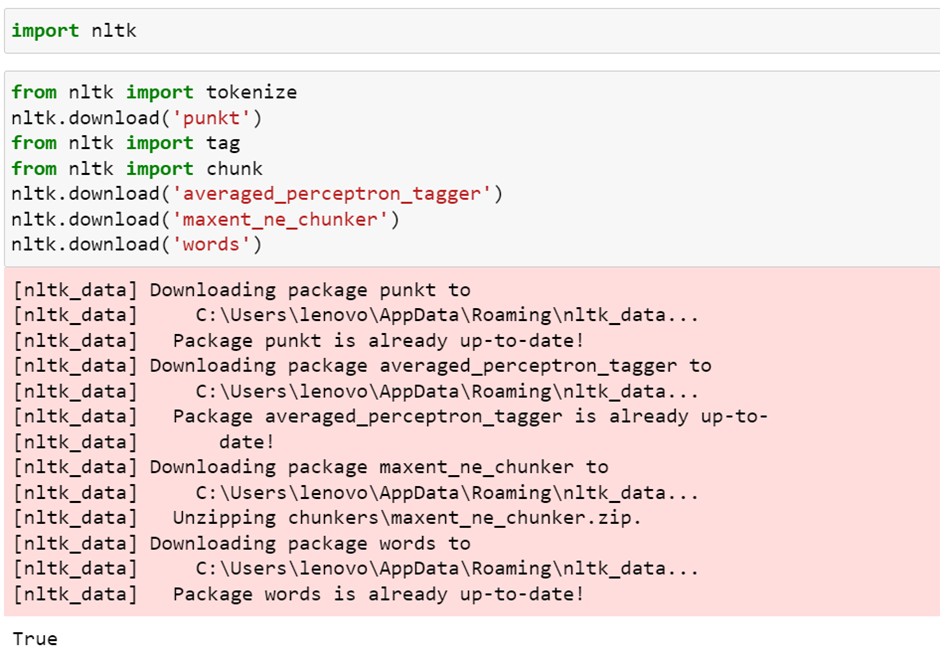 import nltk
from nltk import tokenize
nltk.download('punkt')
from nltk import tag
from nltk import chunk
nltk.download('averaged_perceptron_tagger')
nltk.download('maxent_ne_chunker')
nltk.download('words')
[nltk_data] Downloading package punkt to
[nltk_data]     C:\Users\lenovo\AppData\Roaming\nltk_data...
[nltk_data]   Package punkt is already up-to-date!
[nltk_data] Downloading package averaged_perceptron_tagger to
[nltk_data]     C:\Users\lenovo\AppData\Roaming\nltk_data...
[nltk_data]   Package averaged_perceptron_tagger is already up-to-
[nltk_data]       date!
[nltk_data] Downloading package maxent_ne_chunker to
[nltk_data]     C:\Users\lenovo\AppData\Roaming\nltk_data...
[nltk_data]   Unzipping chunkers\maxent_ne_chunker.zip.
[nltk_data] Downloading package words to
[nltk_data]     C:\Users\lenovo\AppData\Roaming\nltk_data...
[nltk_data]   Package words is already up-to-date!
True